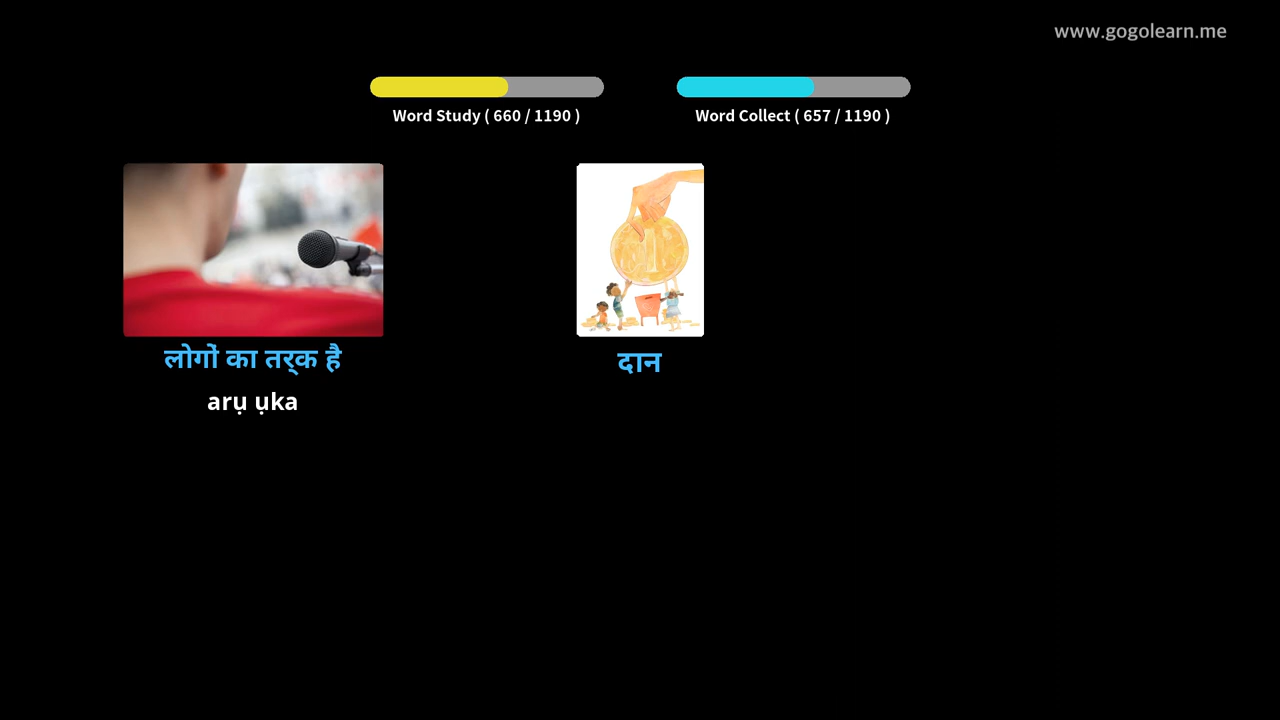 www.gogolearn.me
Word Study ( 660 / 1190 )
Word Collect ( 657 / 1190 )
लोगों का तर्क है
arụ ụka
दान